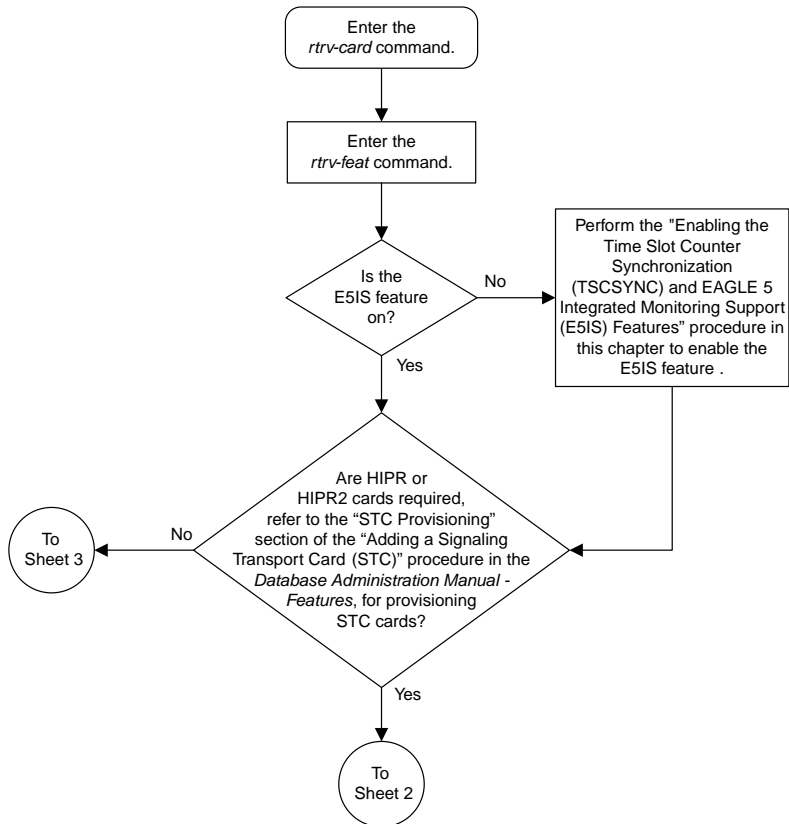 Enter the
rtrv-card command.
Enter the
rtrv-feat command.
Is the
E5IS feature
on?
No
Perform the "Enabling the
Time Slot Counter
Synchronization
(TSCSYNC) and EAGLE 5
Integrated Monitoring Support
(E5IS) Features” procedure in
this chapter to enable the
E5IS feature .
Yes
Are HIPR or
HIPR2 cards required,
refer to the “STC Provisioning”
section of the “Adding a Signaling
Transport Card (STC)” procedure in the
Database Administration Manual -
Features, for provisioning
STC cards?
No
To
Sheet 3
Yes
To
Sheet 2